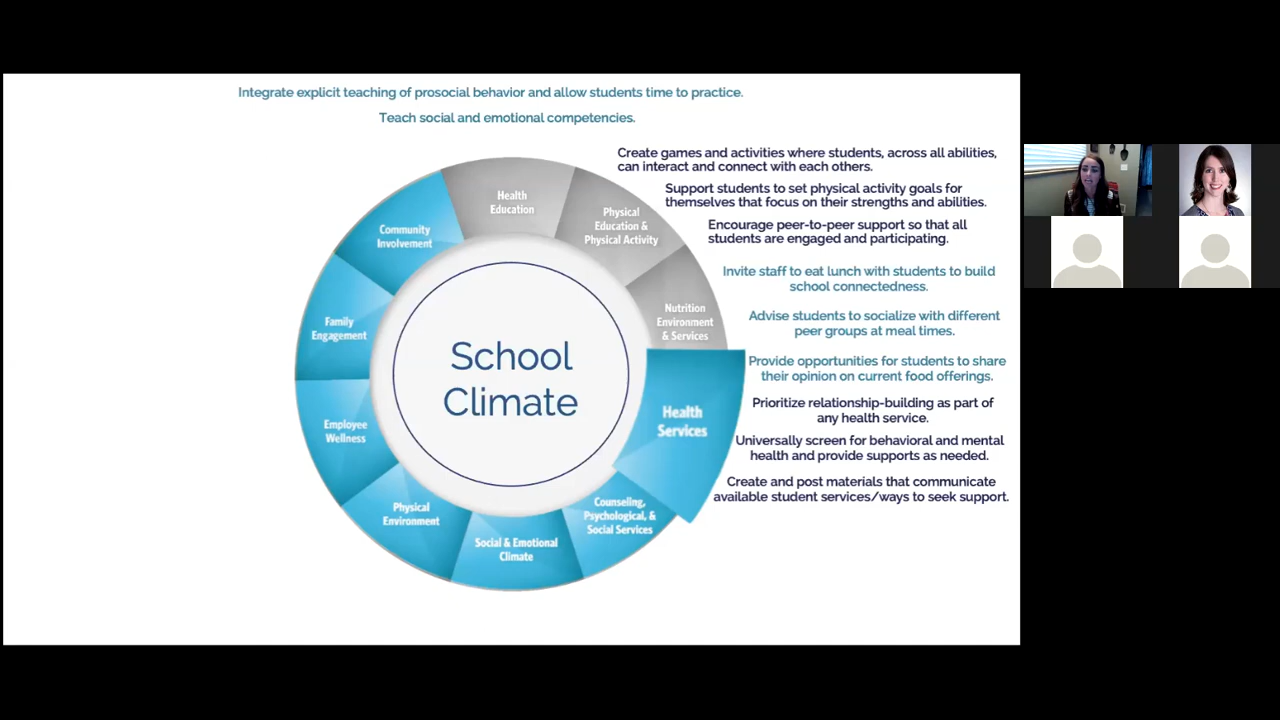 Integrate explicit teaching of prosocial behavior and allow students time to practice.
Teach social and emotional competencies.
Create games and activities where students, across all abilities,
can interact and connect with each others.
Support students to set physical activity goals for
themselves that focus on their strengths and abilities.
Encourage peer-to-peer support so that all
students are engaged and participating.
Invite staff to eat lunch with students to build
school connectedness.
Advise students to socialize with different
peer groups at meal times.
Provide opportunities for students to share
their opinion on current food offerings.
Prioritize relationship-building as part of
any health service.
Universally screen for behavioral and mental
health and provide supports as needed.
Create and post materials that communicate
available student services/ways to seek support.
Health
Education
Physical
Education &
Physical Activity
Nutrition
Environment
& Services
Health
Services
Counseling,
Psychological, &
Social Services
Social & Emotional
Climate
Physical
Environment
Employee
Wellness
Family
Engagement
Community
Involvement
School
Climate